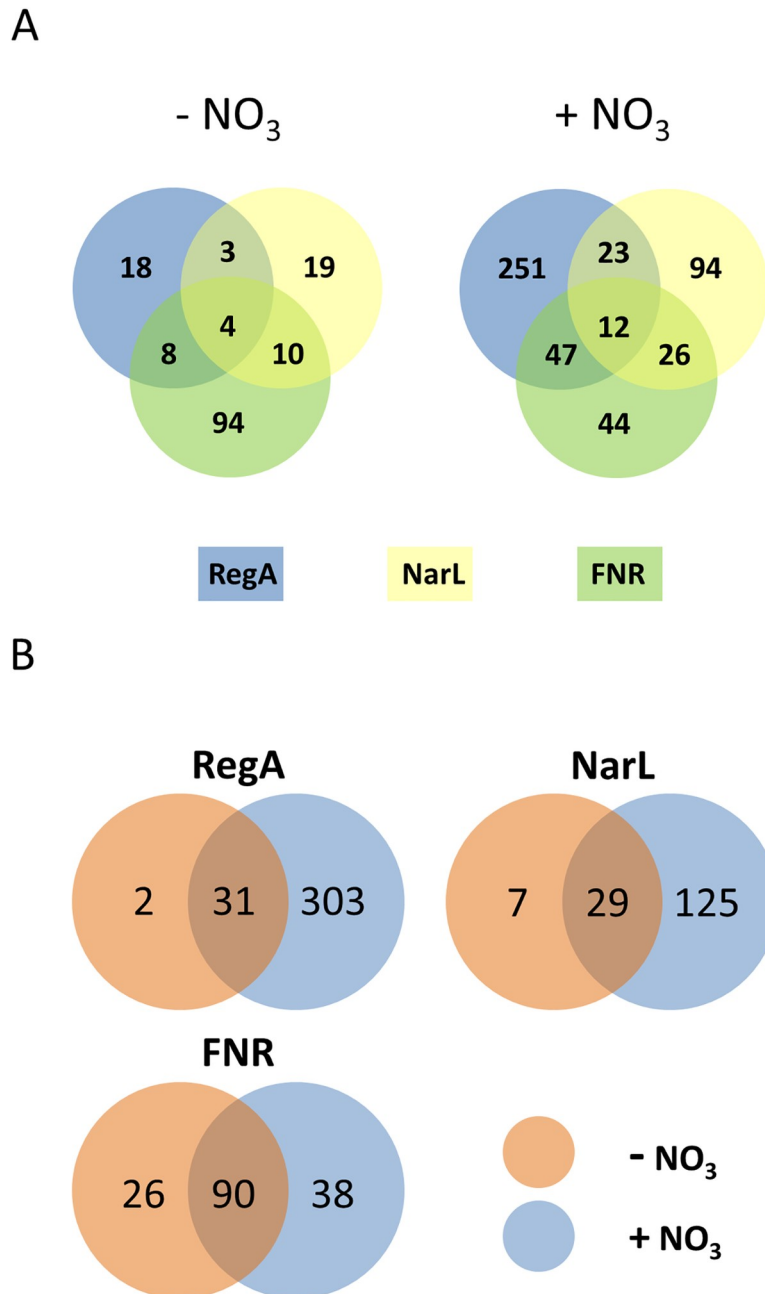 A
- NO₃
+ NO₃
18 3 19
4
8 10
94
251 23 94
12
47 26
44
RegA NarL FNR
B
RegA
2 31 303
NarL
7 29 125
FNR
26 90 38
- NO₃
+ NO₃